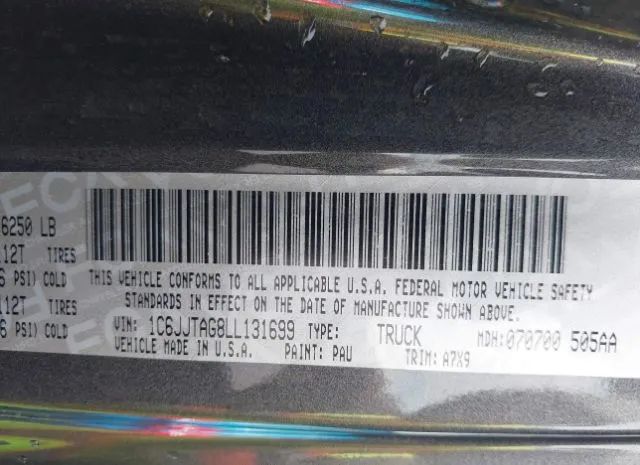 6250 LB
112T TIRES
6 PSI) COLD
112T TIRES
6 PSI) COLD
THIS VEHICLE CONFORMS TO ALL APPLICABLE U.S.A. FEDERAL MOTOR VEHICLE SAFETY
STANDARDS IN EFFECT ON THE DATE OF MANUFACTURE SHOWN ABOVE.
VIN: 1C6JJTAG8LL131699 TYPE: TRUCK MDH:070700 505AA
VEHICLE MADE IN U.S.A. PAINT: PAU TRIM: A7X9